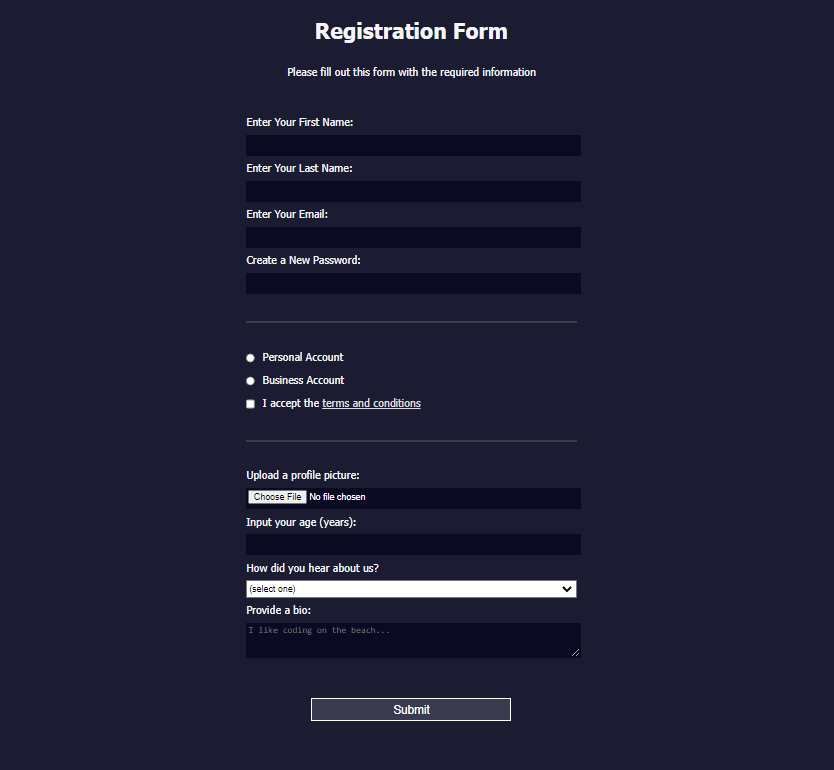 Registration Form
Please fill out this form with the required information
Enter Your First Name:
Enter Your Last Name:
Enter Your Email:
Create a New Password:
Personal Account
Business Account
I accept the terms and conditions
Upload a profile picture:
Choose File No file chosen
Input your age (years):
How did you hear about us?
(select one)
Provide a bio:
I like coding on the beach...
Submit